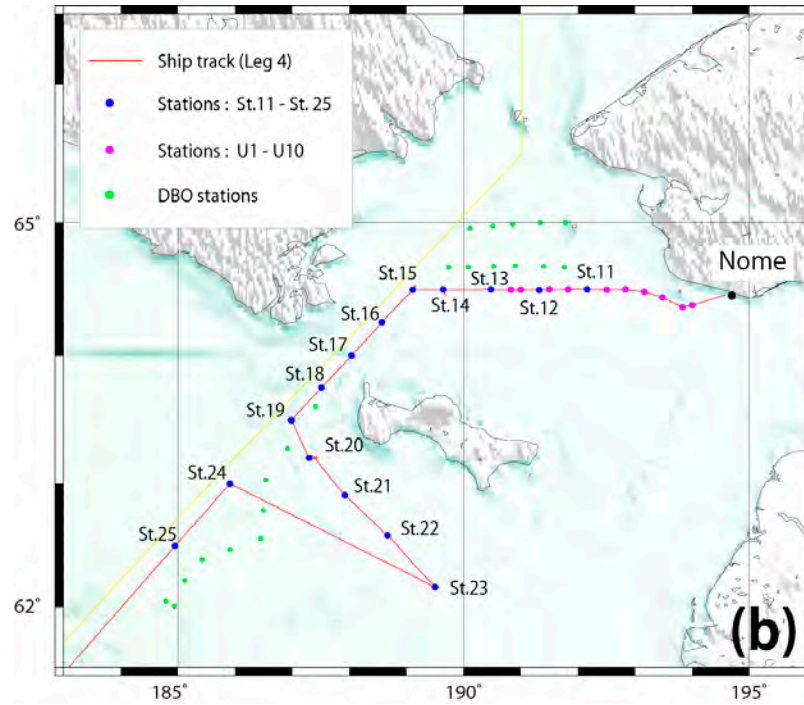 Ship track (Leg 4)
Stations : St.11 - St. 25
Stations : U1 - U10
DBO stations
65°
Nome
St.15
St.13
St.11
St.14
St.12
St.16
St.17
St.18
St.19
St.20
St.24
St.21
St.22
St.25
St.23
62°
(b)
185°
190°
195°